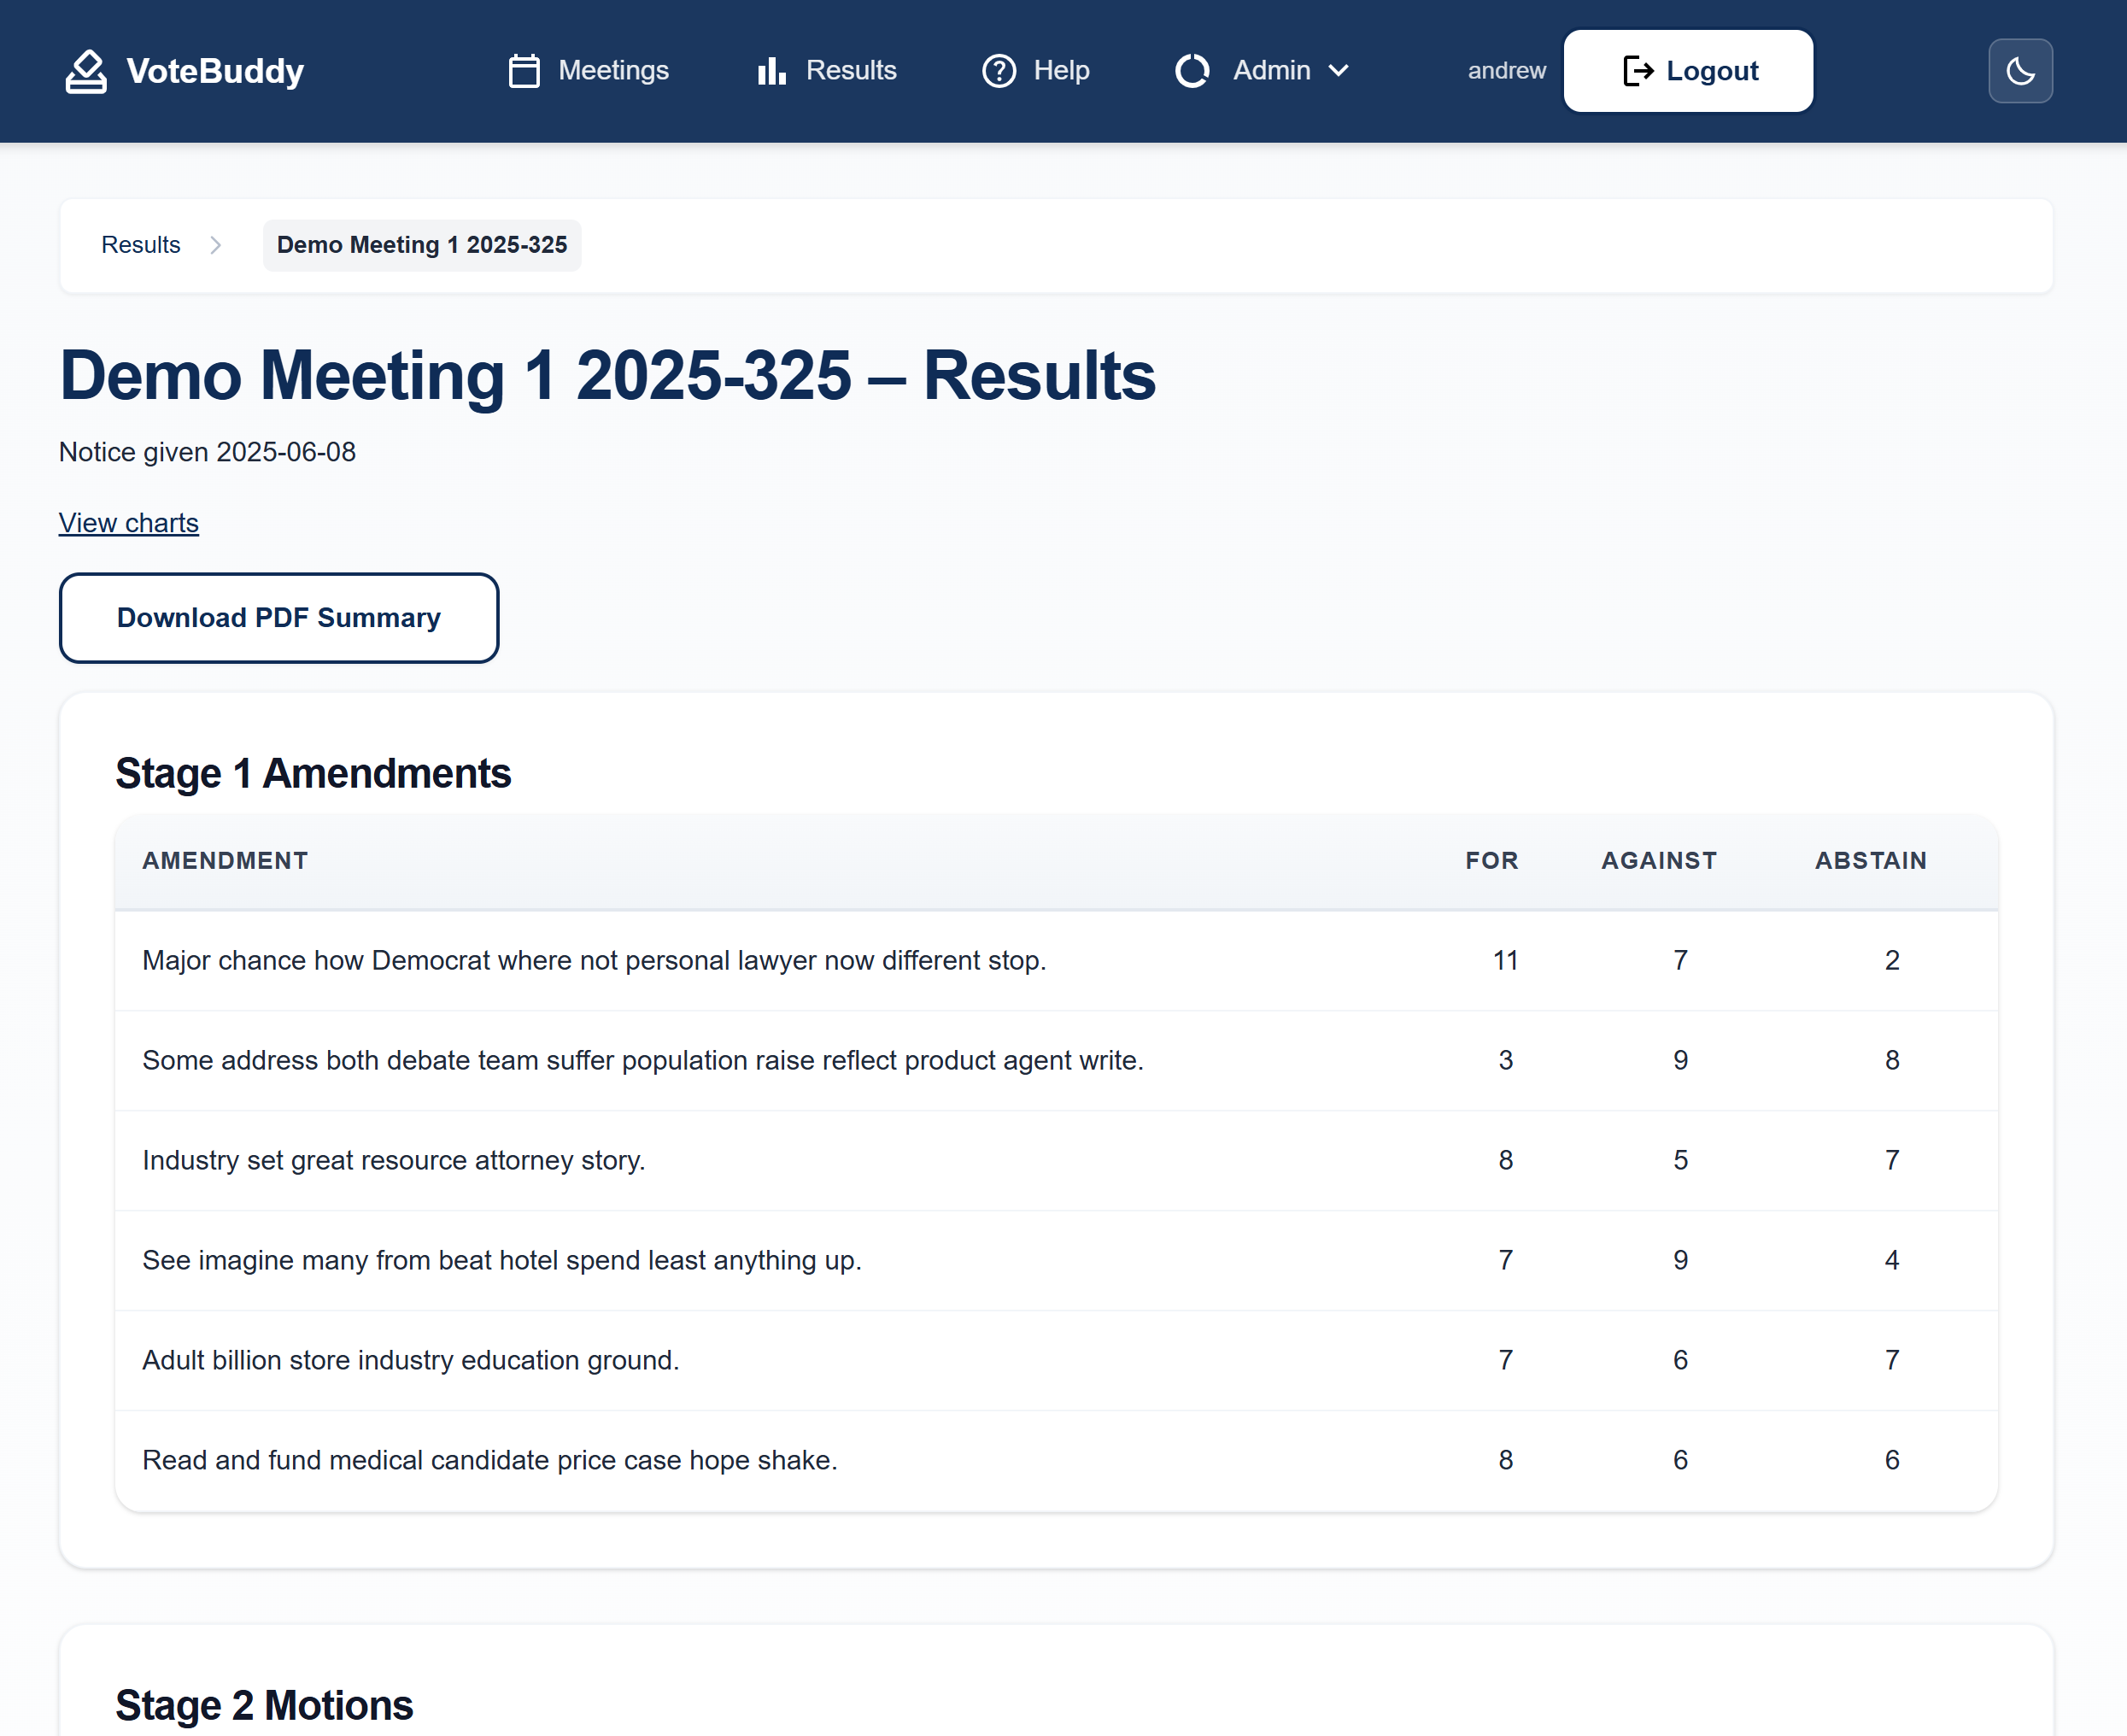 VoteBuddy Meetings Results Help Admin andrew Logout
Results Demo Meeting 1 2025-325
Demo Meeting 1 2025-325 – Results
Notice given 2025-06-08
View charts
Download PDF Summary
Stage 1 Amendments
AMENDMENT FOR AGAINST ABSTAIN
Major chance how Democrat where not personal lawyer now different stop. 11 7 2
Some address both debate team suffer population raise reflect product agent write. 3 9 8
Industry set great resource attorney story. 8 5 7
See imagine many from beat hotel spend least anything up. 7 9 4
Adult billion store industry education ground. 7 6 7
Read and fund medical candidate price case hope shake. 8 6 6
Stage 2 Motions